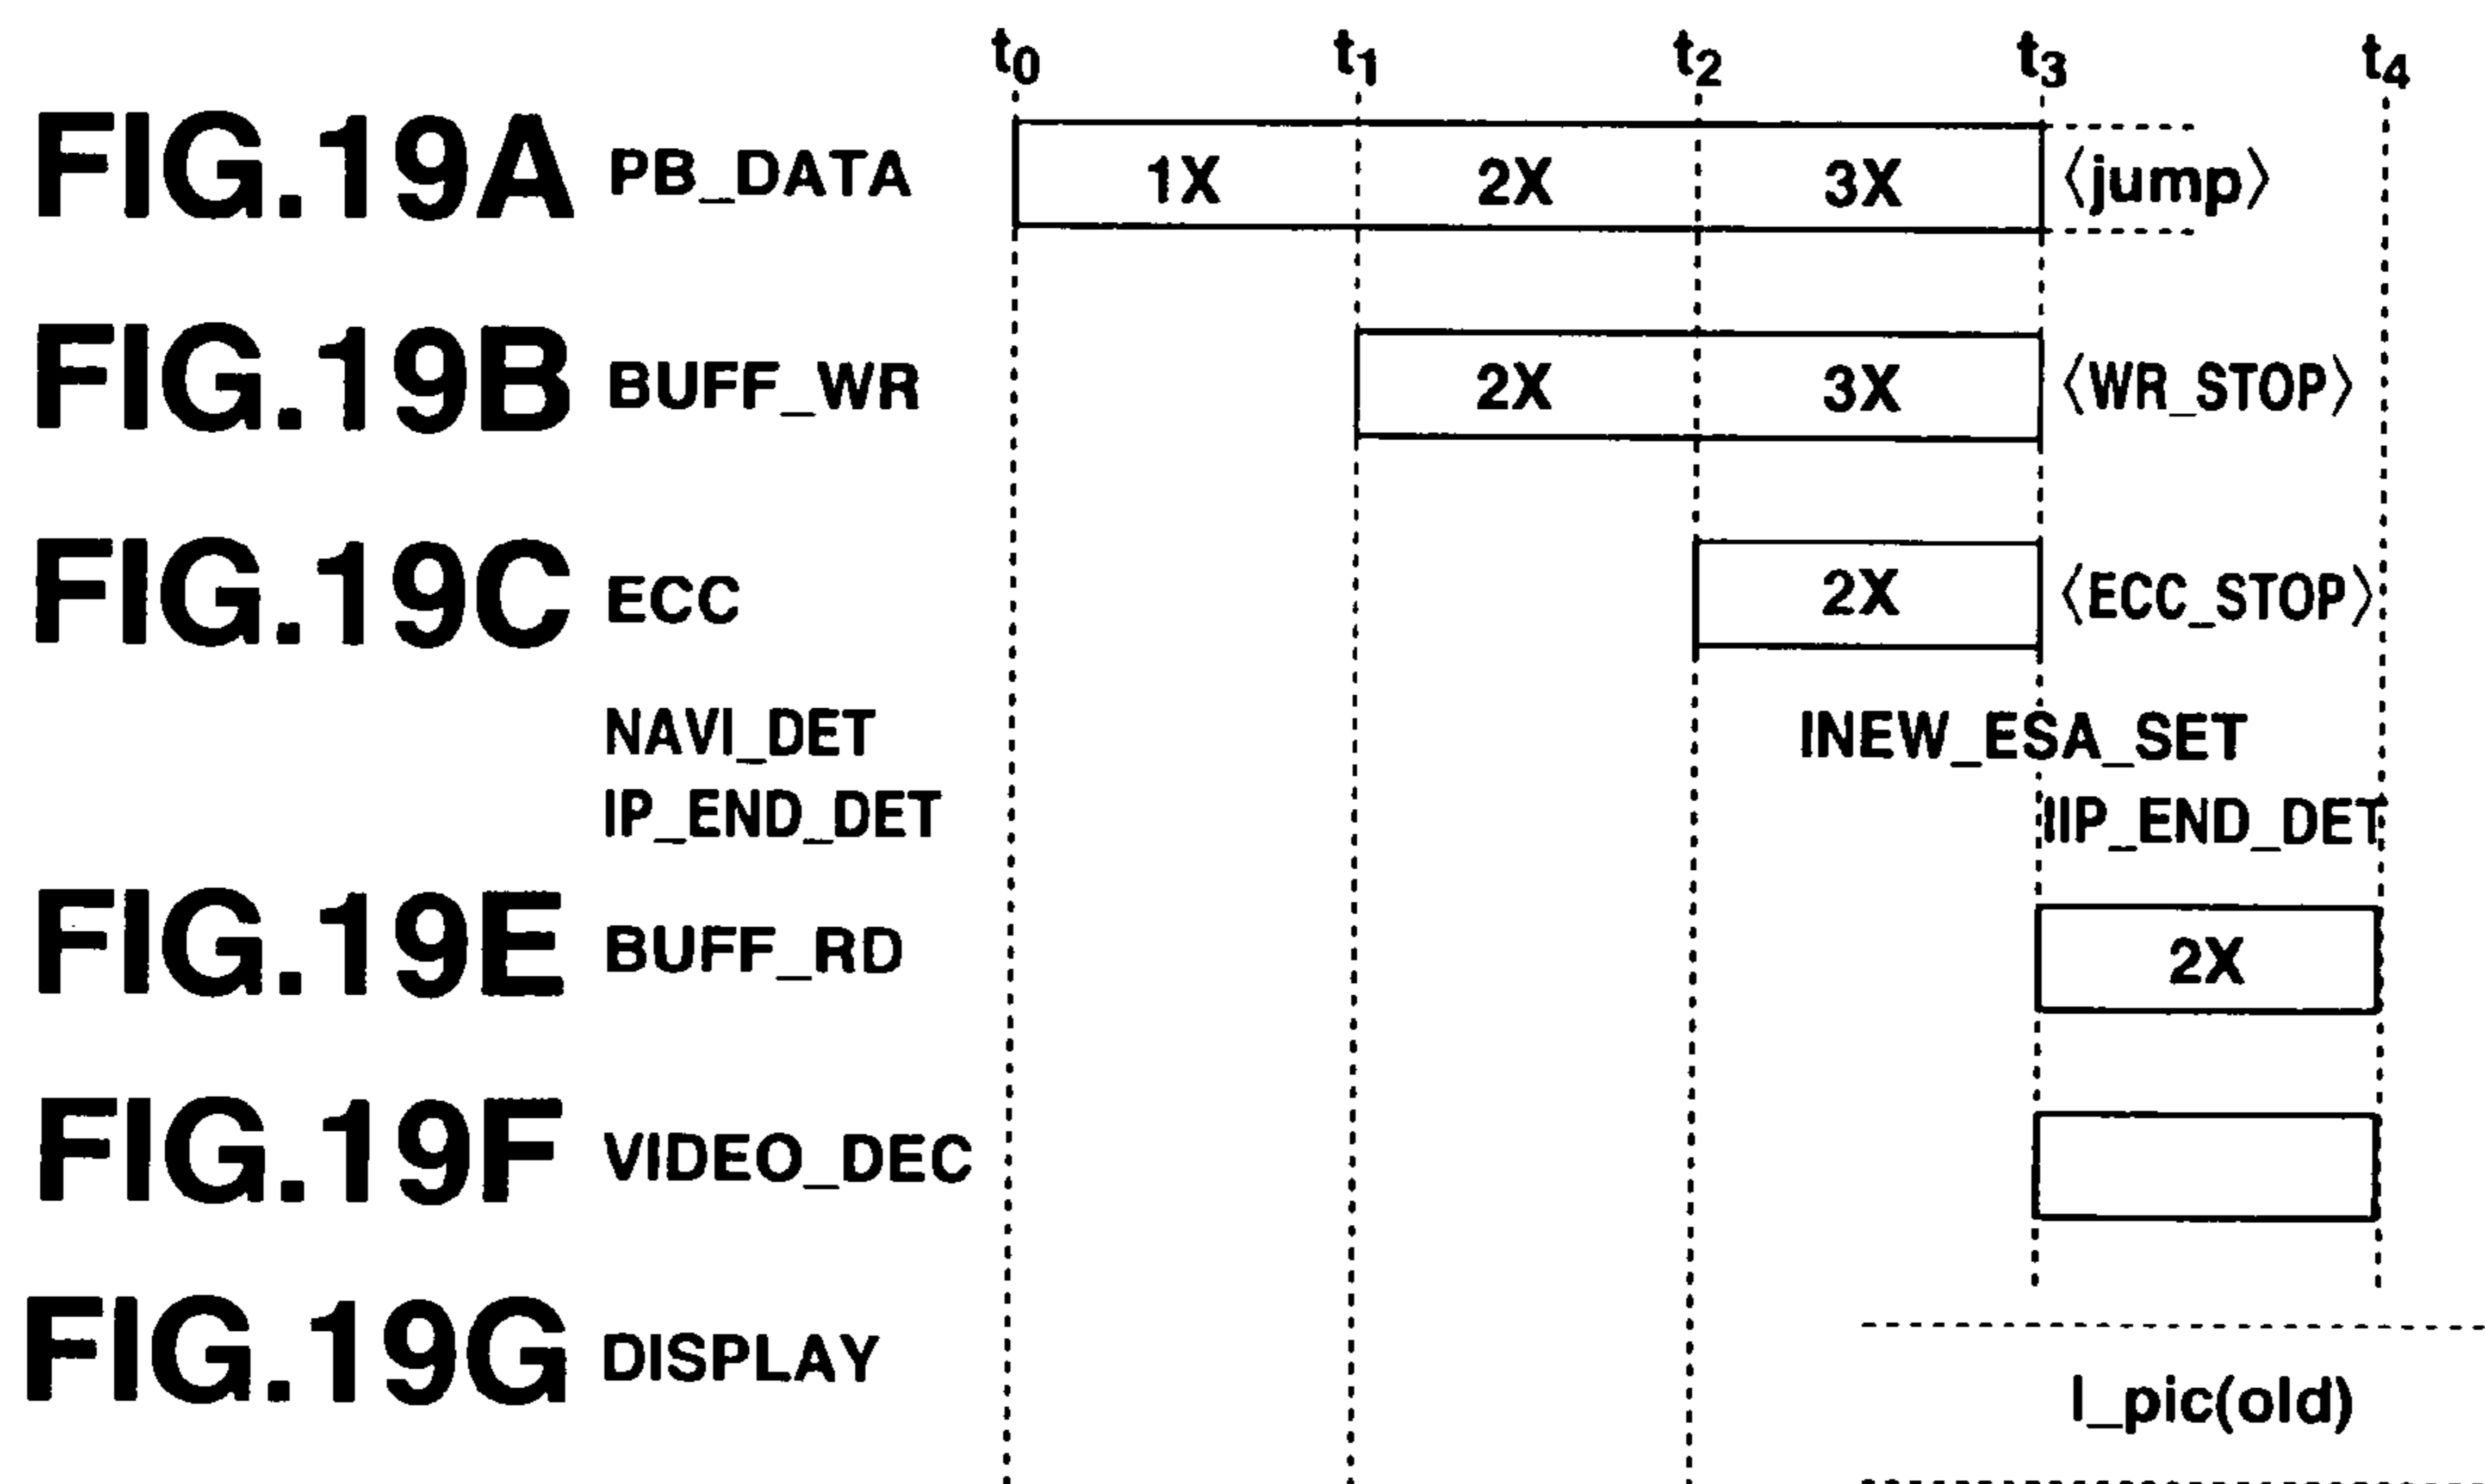 t0 t1 t2 t3 t4
FIG.19A PB_DATA 1X 2X 3X 〈jump〉
FIG.19B BUFF_WR 2X 3X 〈WR_STOP〉
FIG.19C ECC 2X 〈ECC_STOP〉
NAVI_DET INEW_ESA_SET
IP_END_DET IIP_END_DET
FIG.19E BUFF_RD 2X
FIG.19F VIDEO_DEC
FIG.19G DISPLAY
I_pic(old)